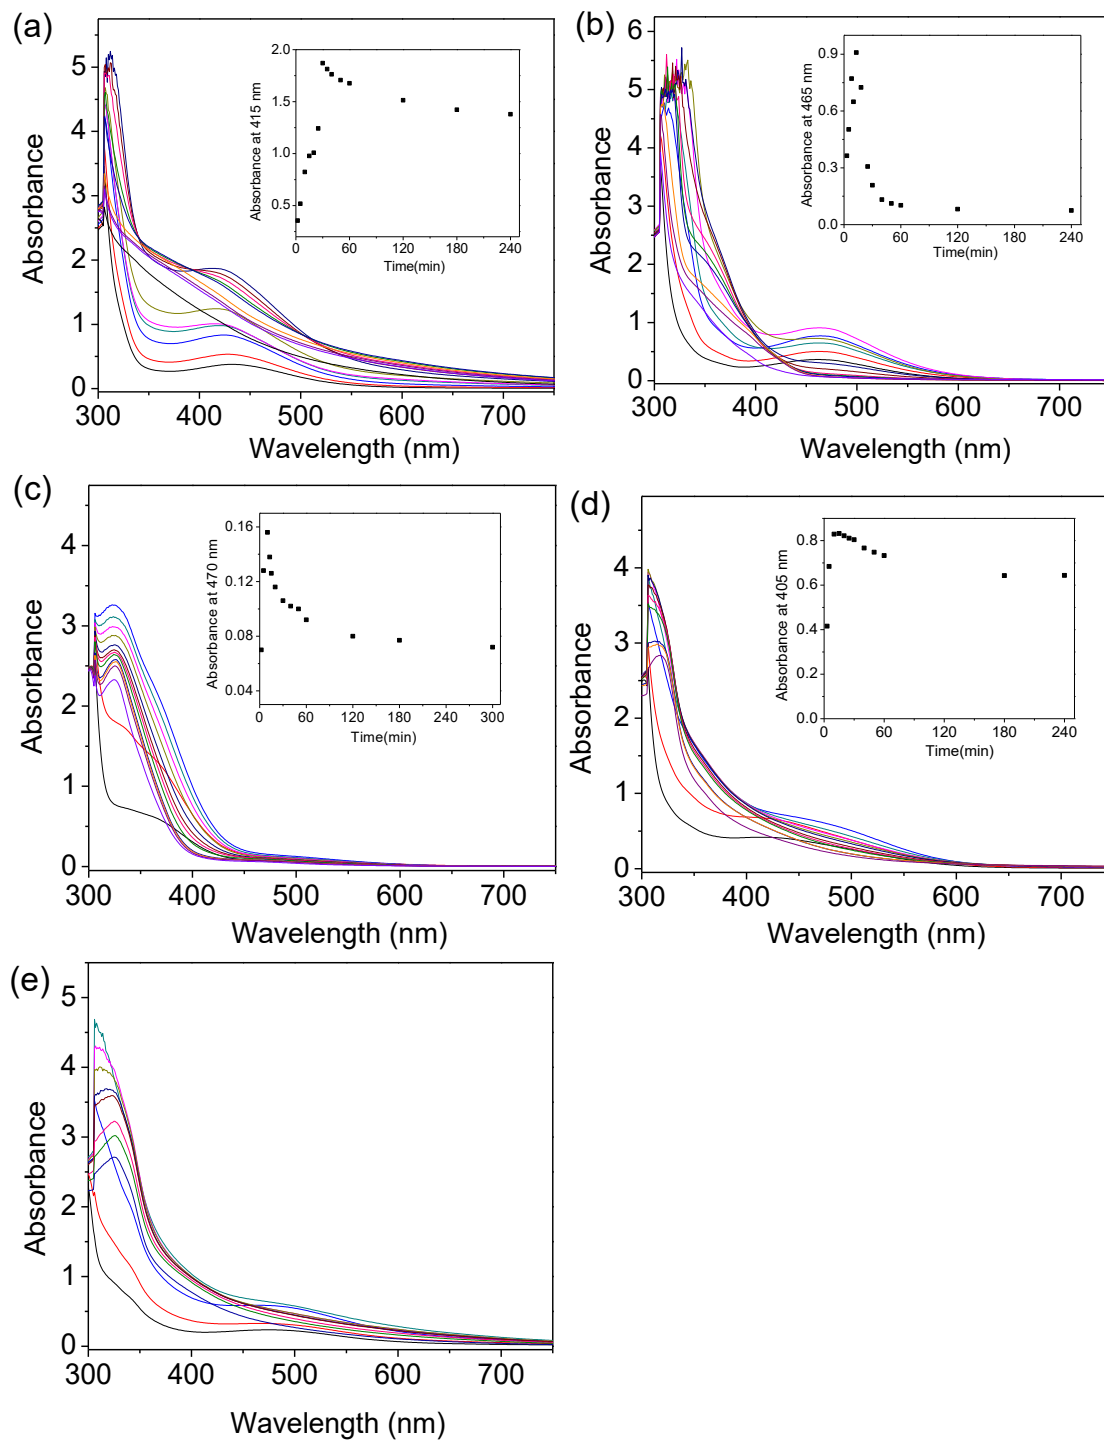 (a)
Absorbance
5
4
3
2
1
0
300 400 500 600 700
Wavelength (nm)
Absorbance at 415 nm
2.0
1.5
1.0
0.5
0 60 120 180 240
Time(min)
(b)
Absorbance
6
5
4
3
2
1
0
300 400 500 600 700
Wavelength (nm)
Absorbance at 465 nm
0.9
0.6
0.3
0.0
0 60 120 180 240
Time(min)
(c)
Absorbance
4
3
2
1
0
300 400 500 600 700
Wavelength (nm)
Absorbance at 470 nm
0.16
0.12
0.08
0.04
0 60 120 180 240 300
Time(min)
(d)
Absorbance
4
3
2
1
0
300 400 500 600 700
Wavelength (nm)
Absorbance at 405 nm
0.8
0.6
0.4
0.2
0.0
0 60 120 180 240
Time(min)
(e)
Absorbance
5
4
3
2
1
0
300 400 500 600 700
Wavelength (nm)